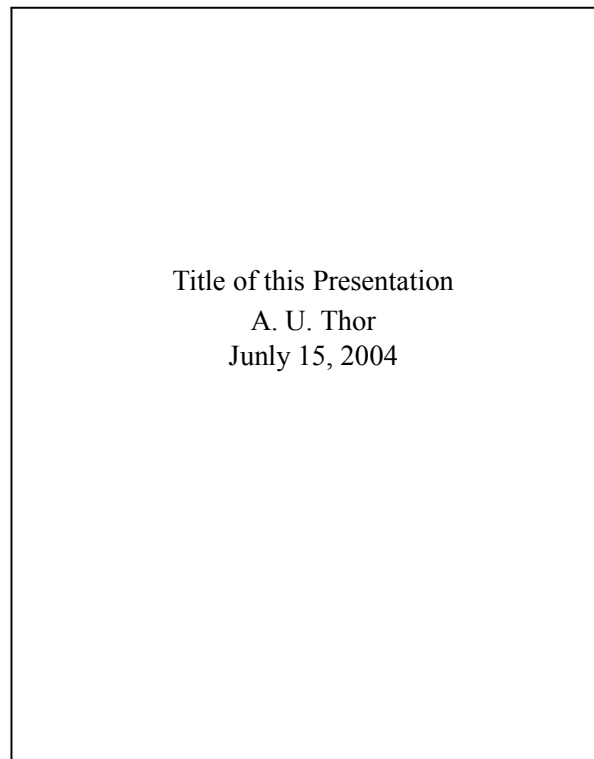 Title of this Presentation
A. U. Thor
Junly 15, 2004